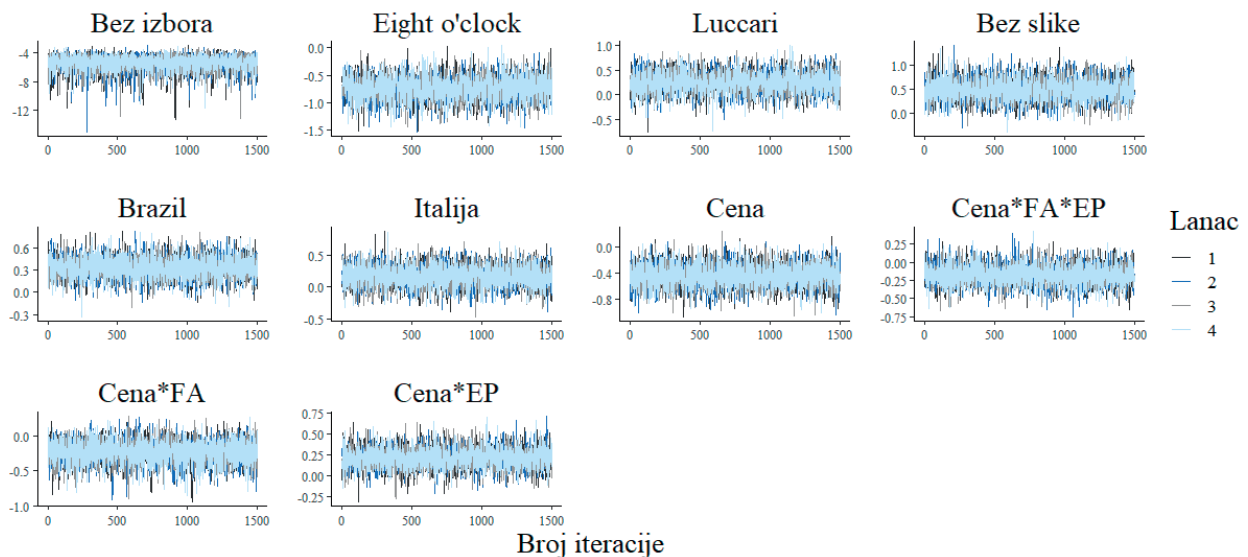 Bez izbora
Eight o'clock
Luccari
Bez slike
-4
-8
-12
0 500 1000 1500
0.0
-0.5
-1.0
-1.5
0 500 1000 1500
1.0
0.5
0.0
-0.5
0 500 1000 1500
1.0
0.5
0.0
0 500 1000 1500
Brazil
Italija
Cena
Cena*FA*EP
0.6
0.3
0.0
-0.3
0 500 1000 1500
0.5
0.0
-0.5
0 500 1000 1500
0.0
-0.4
-0.8
0 500 1000 1500
0.25
0.00
-0.25
-0.50
-0.75
0 500 1000 1500
Lanac
1
2
3
4
Cena*FA
Cena*EP
0.0
-0.5
-1.0
0 500 1000 1500
0.75
0.50
0.25
0.00
-0.25
0 500 1000 1500
Broj iteracije